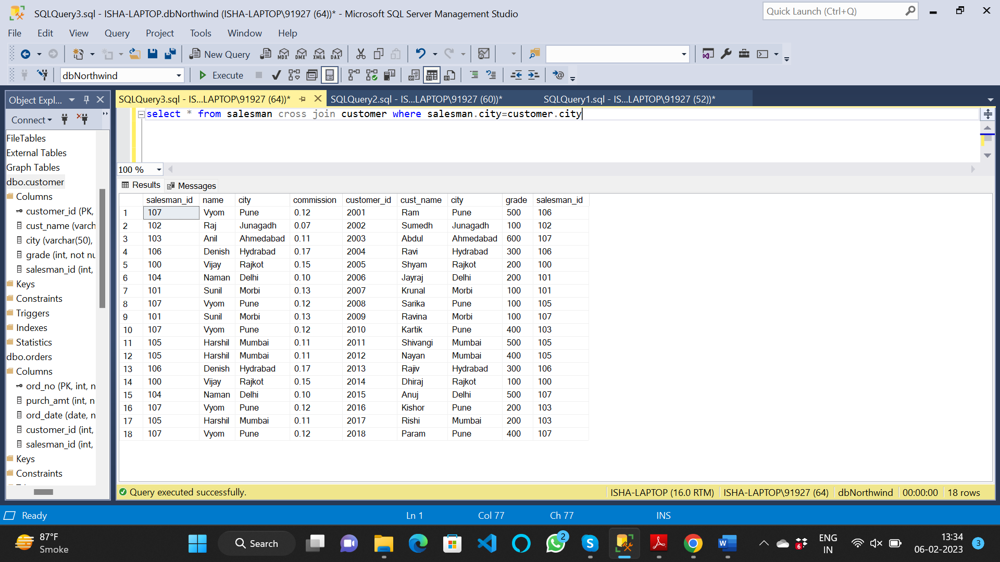 SQLQuery3.sql - ISHA-LAPTOP.dbNorthwind (ISHA-LAPTOP\91927 (64))* - Microsoft SQL Server Management Studio
Quick Launch (Ctrl+Q)
File Edit View Query Project Tools Window Help
New Query MDX DMX XMLA DAX
dbNorthwind Execute
Object Expl...
SQLQuery3.sql - IS...LAPTOP\91927 (64))* SQLQuery2.sql - IS...LAPTOP\91927 (60))* SQLQuery1.sql - IS...LAPTOP\91927 (52))*
Connect
select * from salesman cross join customer where salesman.city=customer.city
FileTables
External Tables
Graph Tables
dbo.customer
Columns
customer_id (PK,
cust_name (varch
city (varchar(50),
grade (int, not nu
salesman_id (int,
Keys
Constraints
Triggers
Indexes
Statistics
dbo.orders
Columns
ord_no (PK, int, n
purch_amt (int, n
ord_date (date, n
customer_id (int,
salesman_id (int,
Keys
Constraints
100 %
Results Messages
salesman_id name city commission customer_id cust_name city grade salesman_id
1 107 Vyom Pune 0.12 2001 Ram Pune 500 106
2 102 Raj Junagadh 0.07 2002 Sumedh Junagadh 100 102
3 103 Anil Ahmedabad 0.11 2003 Abdul Ahmedabad 600 107
4 106 Denish Hydrabad 0.17 2004 Ravi Hydrabad 300 106
5 100 Vijay Rajkot 0.15 2005 Shyam Rajkot 200 100
6 104 Naman Delhi 0.10 2006 Jayraj Delhi 200 101
7 101 Sunil Morbi 0.13 2007 Krunal Morbi 100 101
8 107 Vyom Pune 0.12 2008 Sarika Pune 100 105
9 101 Sunil Morbi 0.13 2009 Ravina Morbi 100 107
10 107 Vyom Pune 0.12 2010 Kartik Pune 400 103
11 105 Harshil Mumbai 0.11 2011 Shivangi Mumbai 500 105
12 105 Harshil Mumbai 0.11 2012 Nayan Mumbai 400 105
13 106 Denish Hydrabad 0.17 2013 Rajiv Hydrabad 300 106
14 100 Vijay Rajkot 0.15 2014 Dhiraj Rajkot 100 100
15 104 Naman Delhi 0.10 2015 Anuj Delhi 500 107
16 107 Vyom Pune 0.12 2016 Kishor Pune 200 103
17 105 Harshil Mumbai 0.11 2017 Rishi Mumbai 200 103
18 107 Vyom Pune 0.12 2018 Param Pune 400 107
Query executed successfully. ISHA-LAPTOP (16.0 RTM) ISHA-LAPTOP\91927 (64) dbNorthwind 00:00:00 18 rows
Ready Ln 1 Col 77 Ch 77 INS
87°F
Smoke
Search
2
S
W
6
ENG
IN
13:34
06-02-2023
3